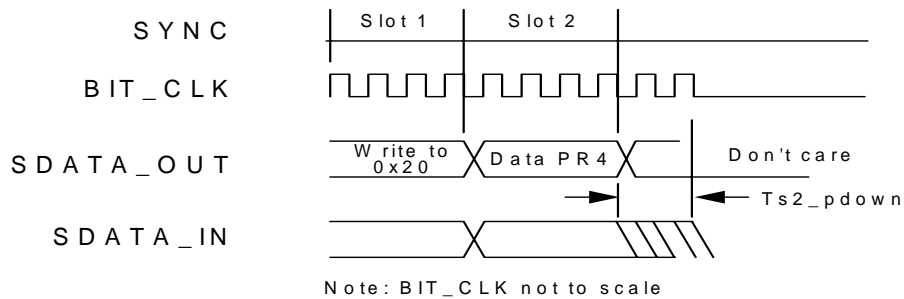 Slot 1 Slot 2
SYNC
BIT_CLK
SDATA_OUT Write to 0x20 Data PR4 Don't care
Ts2_pdown
SDATA_IN
Note: BIT_CLK not to scale